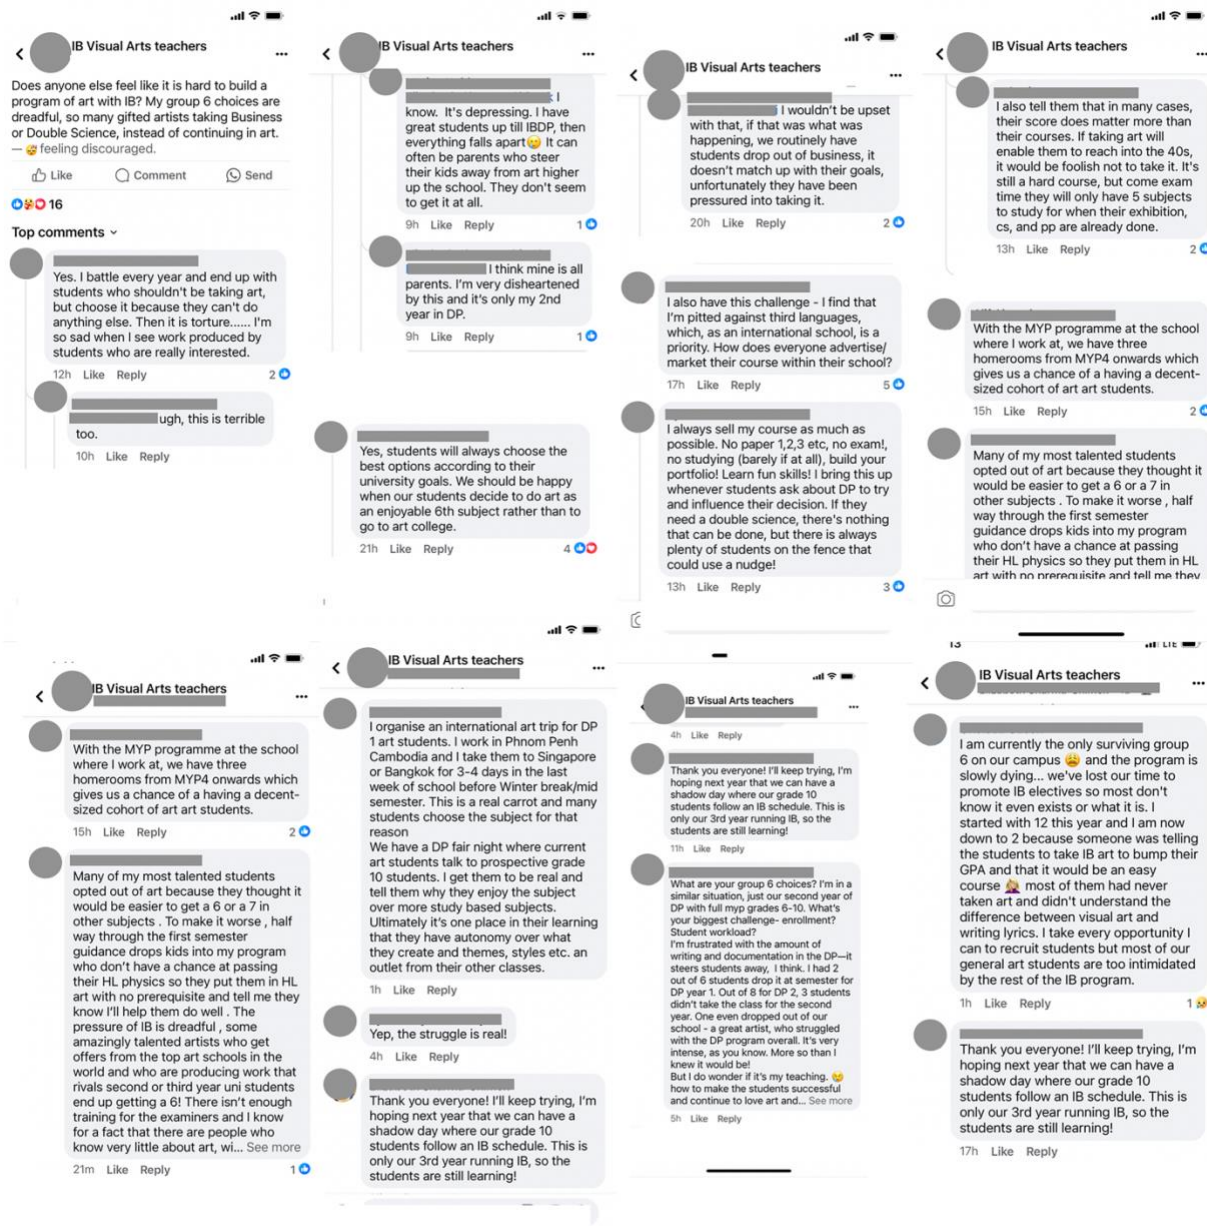 IB Visual Arts teachers
Does anyone else feel like it is hard to build a
program of art with IB? My group 6 choices are
dreadful, so many gifted artists taking Business
or Double Science, instead of continuing in art.
— 😴 feeling discouraged.
Like Comment Send
16
Top comments
Yes. I battle every year and end up with
students who shouldn't be taking art,
but choose it because they can't do
anything else. Then it is torture...... I'm
so sad when I see work produced by
students who are really interested.
12h Like Reply 2
ugh, this is terrible
too.
10h Like Reply
IB Visual Arts teachers
I
know. It's depressing. I have
great students up till IBDP, then
everything falls apart🥲 It can
often be parents who steer
their kids away from art higher
up the school. They don't seem
to get it at all.
9h Like Reply 1
I think mine is all
parents. I'm very disheartened
by this and it's only my 2nd
year in DP.
9h Like Reply 1
Yes, students will always choose the
best options according to their
university goals. We should be happy
when our students decide to do art as
an enjoyable 6th subject rather than to
go to art college.
21h Like Reply 4
IB Visual Arts teachers
I wouldn't be upset
with that, if that was what was
happening, we routinely have
students drop out of business, it
doesn't match up with their goals,
unfortunately they have been
pressured into taking it.
20h Like Reply 2
I also have this challenge - I find that
I'm pitted against third languages,
which, as an international school, is a
priority. How does everyone advertise/
market their course within their school?
17h Like Reply 5
I always sell my course as much as
possible. No paper 1,2,3 etc, no exam!,
no studying (barely if at all), build your
portfolio! Learn fun skills! I bring this up
whenever students ask about DP to try
and influence their decision. If they
need a double science, there's nothing
that can be done, but there is always
plenty of students on the fence that
could use a nudge!
13h Like Reply 3
IB Visual Arts teachers
I also tell them that in many cases,
their score does matter more than
their courses. If taking art will
enable them to reach into the 40s,
it would be foolish not to take it. It's
still a hard course, but come exam
time they will only have 5 subjects
to study for when their exhibition,
cs, and pp are already done.
13h Like Reply 2
With the MYP programme at the school
where I work at, we have three
homerooms from MYP4 onwards which
gives us a chance of a having a decent-
sized cohort of art art students.
15h Like Reply 2
Many of my most talented students
opted out of art because they thought it
would be easier to get a 6 or a 7 in
other subjects . To make it worse , half
way through the first semester
guidance drops kids into my program
who don't have a chance at passing
their HL physics so they put them in HL
art with no prerequisite and tell me they
IB Visual Arts teachers
With the MYP programme at the school
where I work at, we have three
homerooms from MYP4 onwards which
gives us a chance of a having a decent-
sized cohort of art art students.
15h Like Reply 2
Many of my most talented students
opted out of art because they thought it
would be easier to get a 6 or a 7 in
other subjects . To make it worse , half
way through the first semester
guidance drops kids into my program
who don't have a chance at passing
their HL physics so they put them in HL
art with no prerequisite and tell me they
know I'll help them do well . The
pressure of IB is dreadful , some
amazingly talented artists who get
offers from the top art schools in the
world and who are producing work that
rivals second or third year uni students
end up getting a 6! There isn't enough
training for the examiners and I know
for a fact that there are people who
know very little about art, wi... See more
21m Like Reply 1
IB Visual Arts teachers
I organise an international art trip for DP
1 art students. I work in Phnom Penh
Cambodia and I take them to Singapore
or Bangkok for 3-4 days in the last
week of school before Winter break/mid
semester. This is a real carrot and many
students choose the subject for that
reason
We have a DP fair night where current
art students talk to prospective grade
10 students. I get them to be real and
tell them why they enjoy the subject
over more study based subjects.
Ultimately it's one place in their learning
that they have autonomy over what
they create and themes, styles etc. an
outlet from their other classes.
1h Like Reply
Yep, the struggle is real!
4h Like Reply
Thank you everyone! I'll keep trying, I'm
hoping next year that we can have a
shadow day where our grade 10
students follow an IB schedule. This is
only our 3rd year running IB, so the
students are still learning!
IB Visual Arts teachers
4h Like Reply
Thank you everyone! I'll keep trying, I'm
hoping next year that we can have a
shadow day where our grade 10
students follow an IB schedule. This is
only our 3rd year running IB, so the
students are still learning!
11h Like Reply
What are your group 6 choices? I'm in a
similar situation, just our second year of
DP with full myp grades 6-10. What's
your biggest challenge- enrollment?
Student workload?
I'm frustrated with the amount of
writing and documentation in the DP—it
steers students away, I think. I had 2
out of 6 students drop it at semester for
DP year 1. Out of 8 for DP 2, 3 students
didn't take the class for the second
year. One even dropped out of our
school - a great artist, who struggled
with the DP program overall. It's very
intense, as you know. More so than I
knew it would be!
But I do wonder if it's my teaching. 🥲
how to make the students successful
and continue to love art and... See more
5h Like Reply
13 LTE
IB Visual Arts teachers
I am currently the only surviving group
6 on our campus 😩 and the program is
slowly dying... we've lost our time to
promote IB electives so most don't
know it even exists or what it is. I
started with 12 this year and I am now
down to 2 because someone was telling
the students to take IB art to bump their
GPA and that it would be an easy
course 🤦🏼‍♀️ most of them had never
taken art and didn't understand the
difference between visual art and
writing lyrics. I take every opportunity I
can to recruit students but most of our
general art students are too intimidated
by the rest of the IB program.
1h Like Reply 1
Thank you everyone! I'll keep trying, I'm
hoping next year that we can have a
shadow day where our grade 10
students follow an IB schedule. This is
only our 3rd year running IB, so the
students are still learning!
17h Like Reply